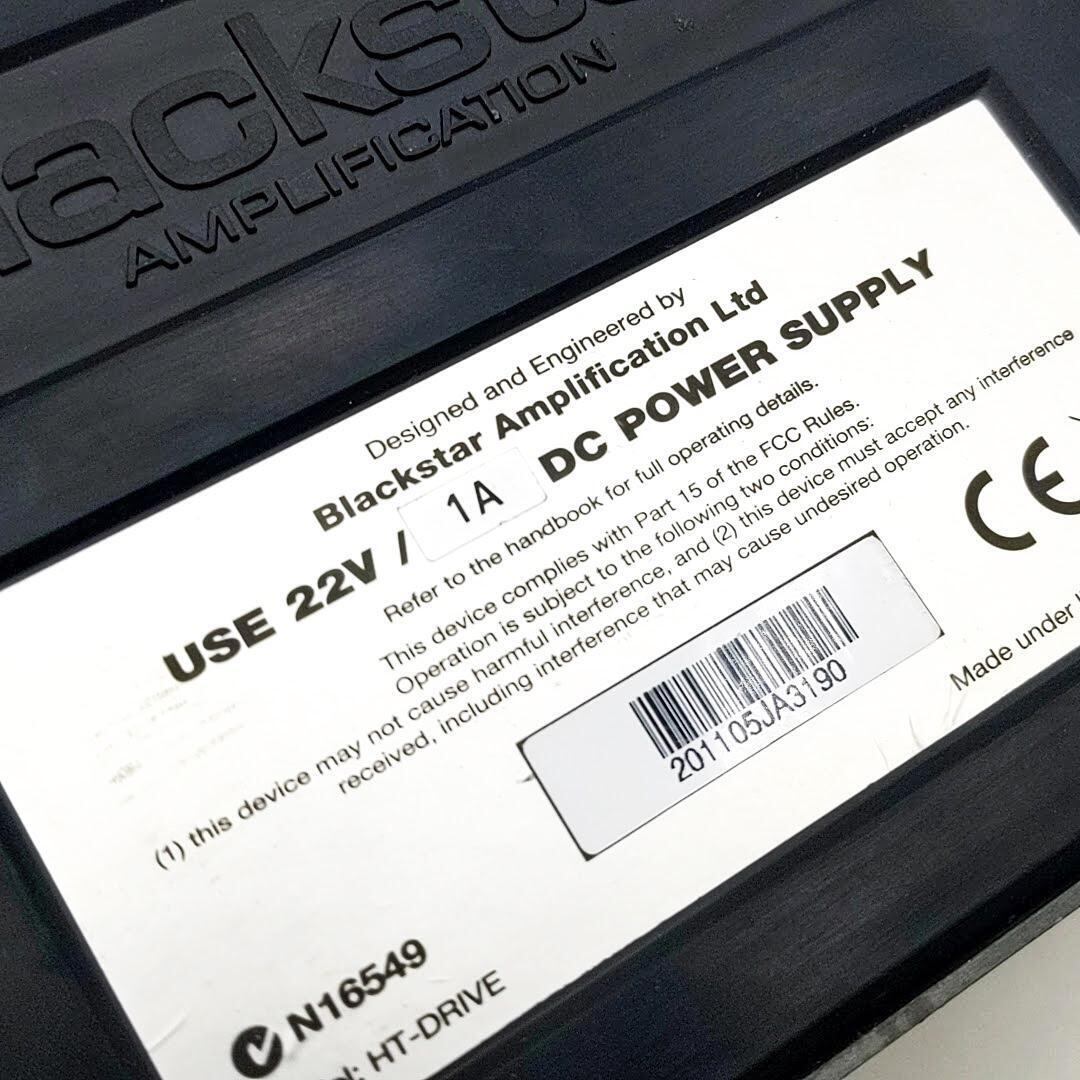 ackst
AMPLIFICATION
Designed and Engineered by
Blackstar Amplification Ltd
USE 22V / 1A DC POWER SUPPLY
Refer to the handbook for full operating details.
This device complies with Part 15 of the FCC Rules.
Operation is subject to the following two conditions:
(1) this device may not cause harmful interference, and (2) this device must accept any interference
received, including interference that may cause undesired operation.
CE
201105JA3190
Made under
N16549
HT-DRIVE